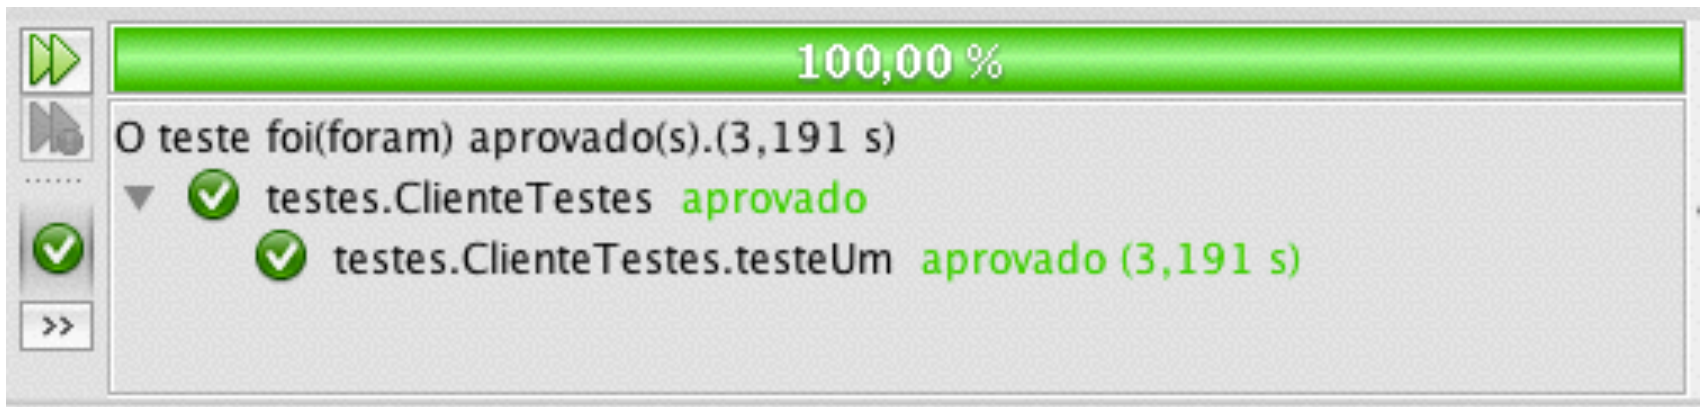 100,00 %
O teste foi(foram) aprovado(s).(3,191 s)
testes.ClienteTestes aprovado
testes.ClienteTestes.testeUm aprovado (3,191 s)
>>